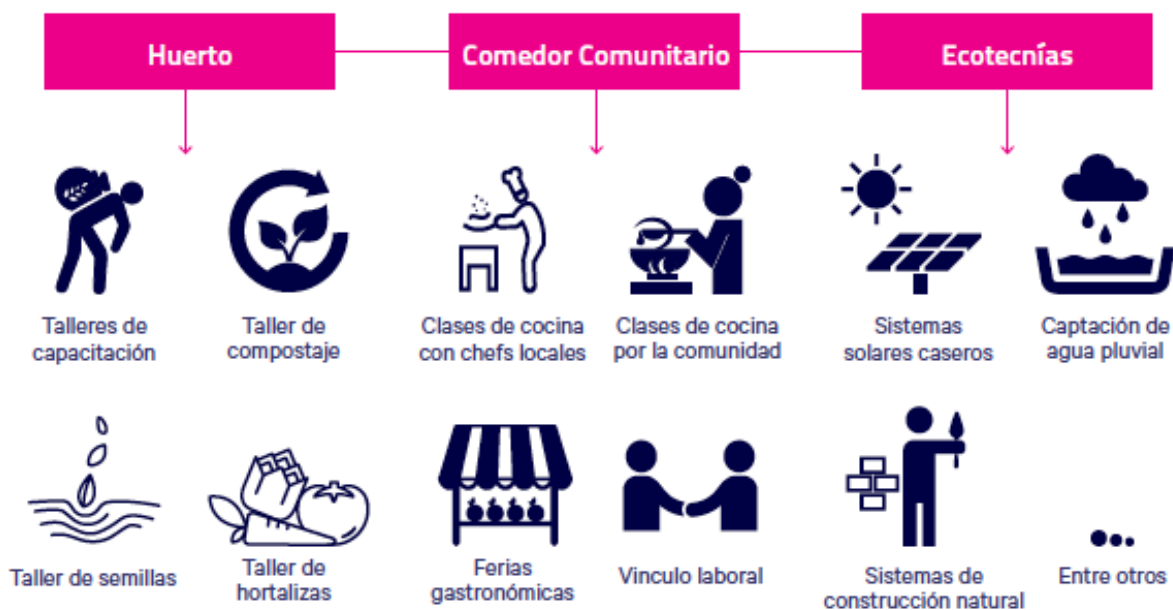 Huerto
Comedor Comunitario
Ecotecnías
Talleres de
capacitación
Taller de
compostaje
Clases de cocina
con chefs locales
Clases de cocina
por la comunidad
Sistemas
solares caseros
Captación de
agua pluvial
Taller de semillas
Taller de
hortalizas
Ferias
gastronómicas
Vinculo laboral
Sistemas de
construcción natural
Entre otros